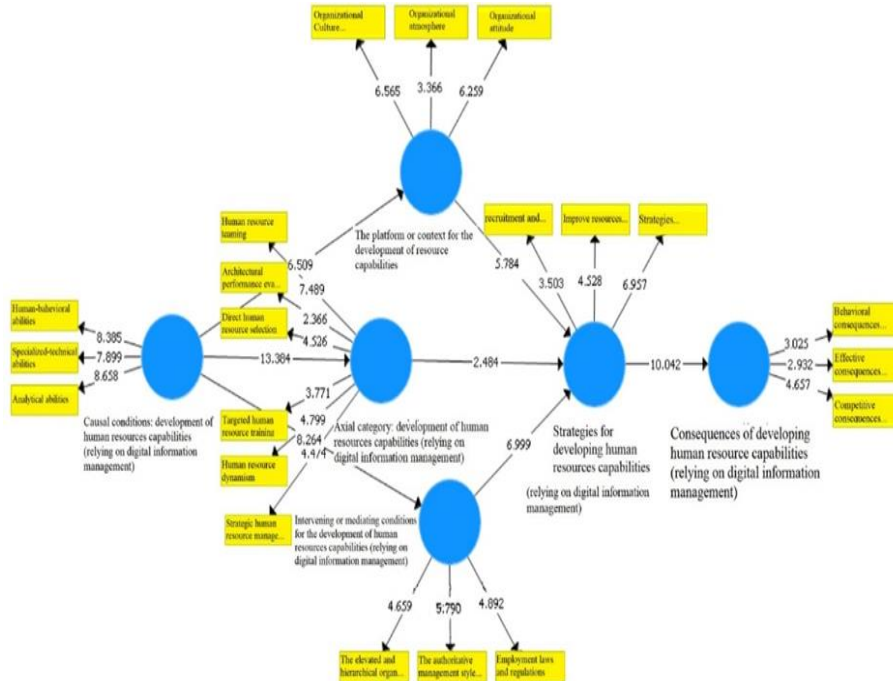 Organizational
Culture...
Organizational
atmosphere
Organizational
attitude
6.565
3.366
6.259
Human resource
teaming
The platform or context for the
development of resource
capabilities
recruitment and...
Improve resources...
Strategies...
6.509
7.489
5.784
3.503
4.528
6.957
Architectural
performance eva...
2.366
Direct human
resource selection
4.526
Human-behavioral
abilities
8.385
Specialized-technical
abilities
7.899
Analytical abilities
8.658
13.384
2.484
10.042
Behavioral
consequences...
3.025
Effective
consequences...
2.932
Competitive
consequences...
4.657
Causal conditions: development of
human resources capabilities
(relying on digital information
management)
3.771
Targeted human
resource training
4.799
8.264
4.474
Axial category: development of human
resources capabilities (relying on
digital information management)
Human resource
dynamism
6.999
Strategies for
developing human
resources capabilities
(relying on digital information
management)
Consequences of developing
human resource capabilities
(relying on digital information
management)
Strategic human
resource manage...
Intervening or mediating conditions
for the development of human
resources capabilities (relying on
digital information management)
4.659
5:790
4.892
The elevated and
hierarchical organ...
The authoritative
management style...
Employment laws
and regulations